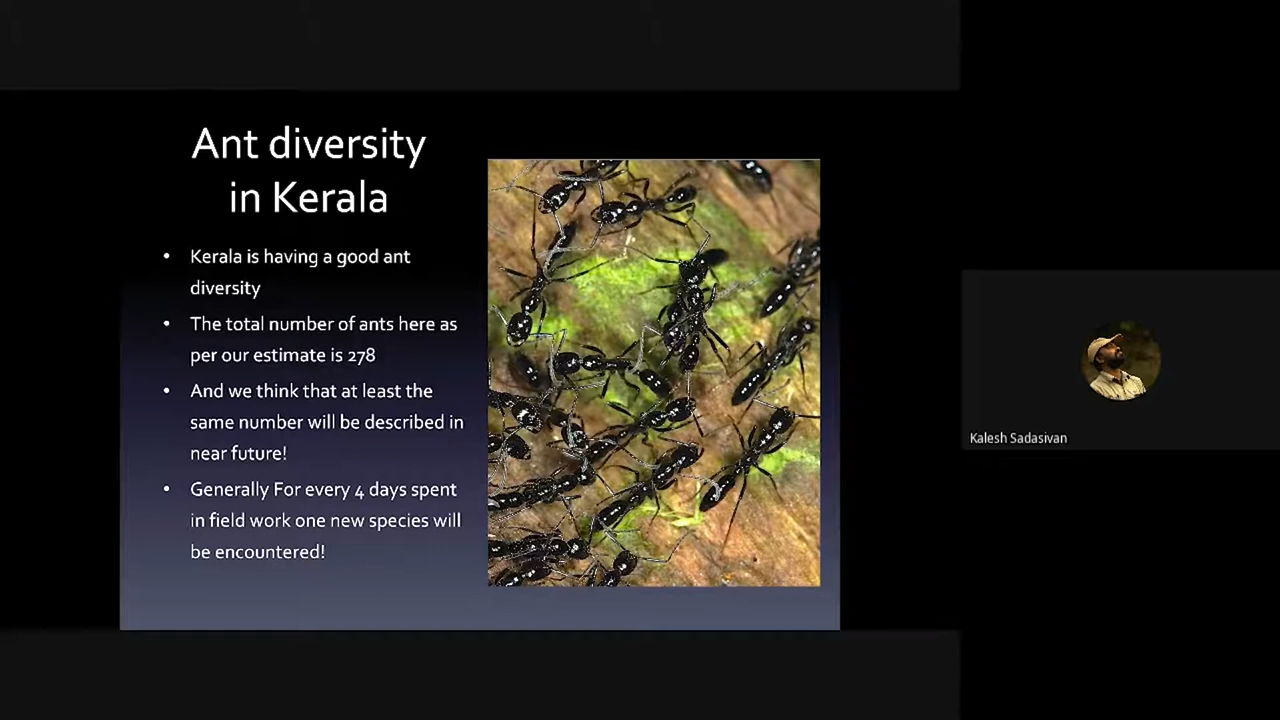 Ant diversity
in Kerala
• Kerala is having a good ant
diversity
• The total number of ants here as
per our estimate is 278
• And we think that at least the
same number will be described in
near future!
• Generally For every 4 days spent
in field work one new species will
be encountered!
Kalesh Sadasivan